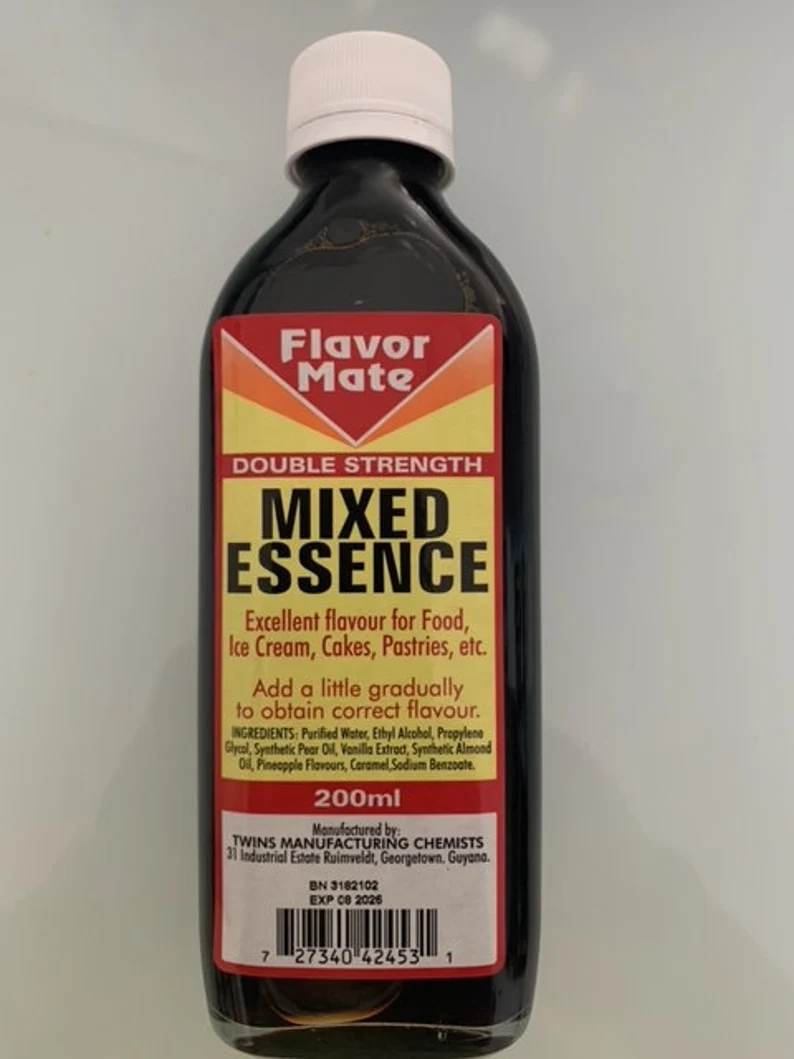 Flavor
Mate
DOUBLE STRENGTH
MIXED
ESSENCE
Excellent flavour for Food,
Ice Cream, Cakes, Pastries, etc.
Add a little gradually
to obtain correct flavour.
INGREDIENTS: Purified Water, Ethyl Alcohol, Propylene
Glycol, Synthetic Pear Oil, Vanilla Extract, Synthetic Almond
Oil, Pineapple Flavours, Caramel,Sodium Benzoate.
200ml
Manufactured by:
TWINS MANUFACTURING CHEMISTS
31 Industrial Estate Ruimveldt, Georgetown. Guyana.
BN 3182102
EXP 08 2026
7 27340 42453 1